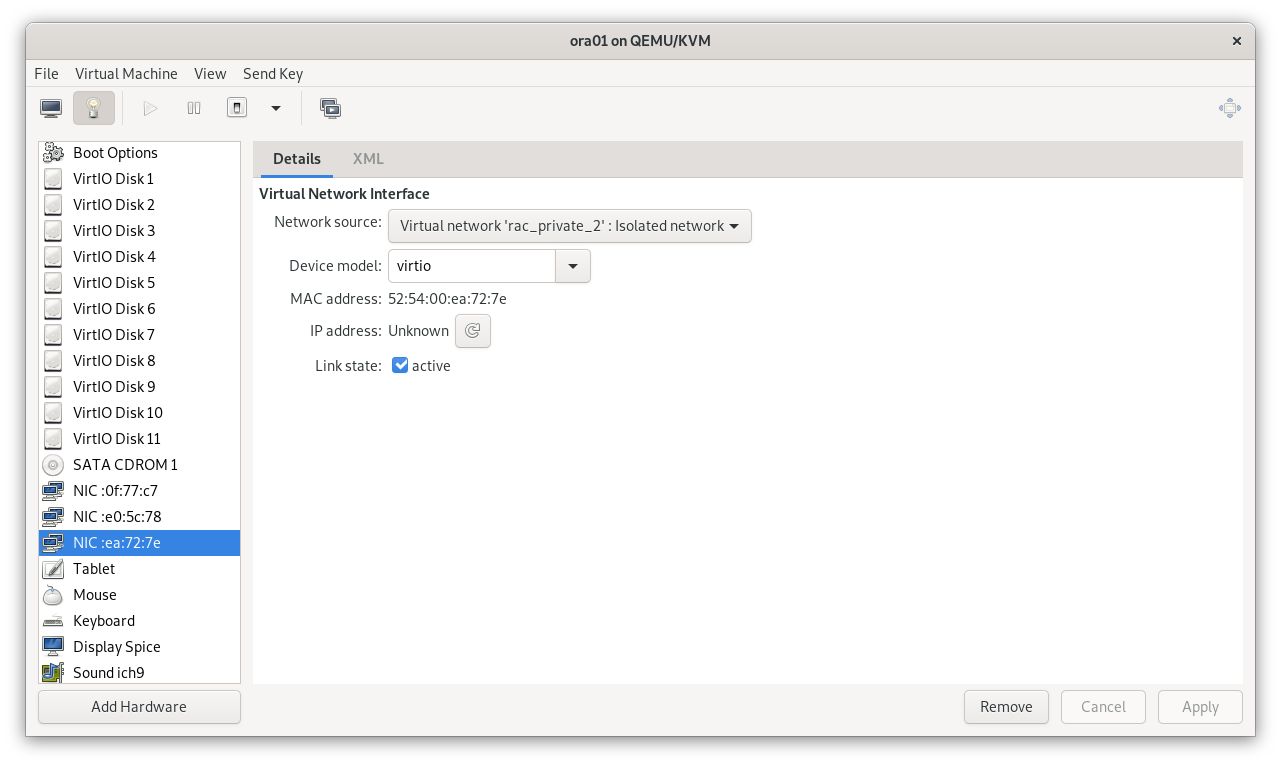 ora01 on QEMU/KVM
File Virtual Machine View Send Key
Boot Options
VirtIO Disk 1
VirtIO Disk 2
VirtIO Disk 3
VirtIO Disk 4
VirtIO Disk 5
VirtIO Disk 6
VirtIO Disk 7
VirtIO Disk 8
VirtIO Disk 9
VirtIO Disk 10
VirtIO Disk 11
SATA CDROM 1
NIC :0f:77:c7
NIC :e0:5c:78
NIC :ea:72:7e
Tablet
Mouse
Keyboard
Display Spice
Sound ich9
Add Hardware
Details XML
Virtual Network Interface
Network source: Virtual network 'rac_private_2' : Isolated network
Device model: virtio
MAC address: 52:54:00:ea:72:7e
IP address: Unknown
Link state: active
Remove Cancel Apply